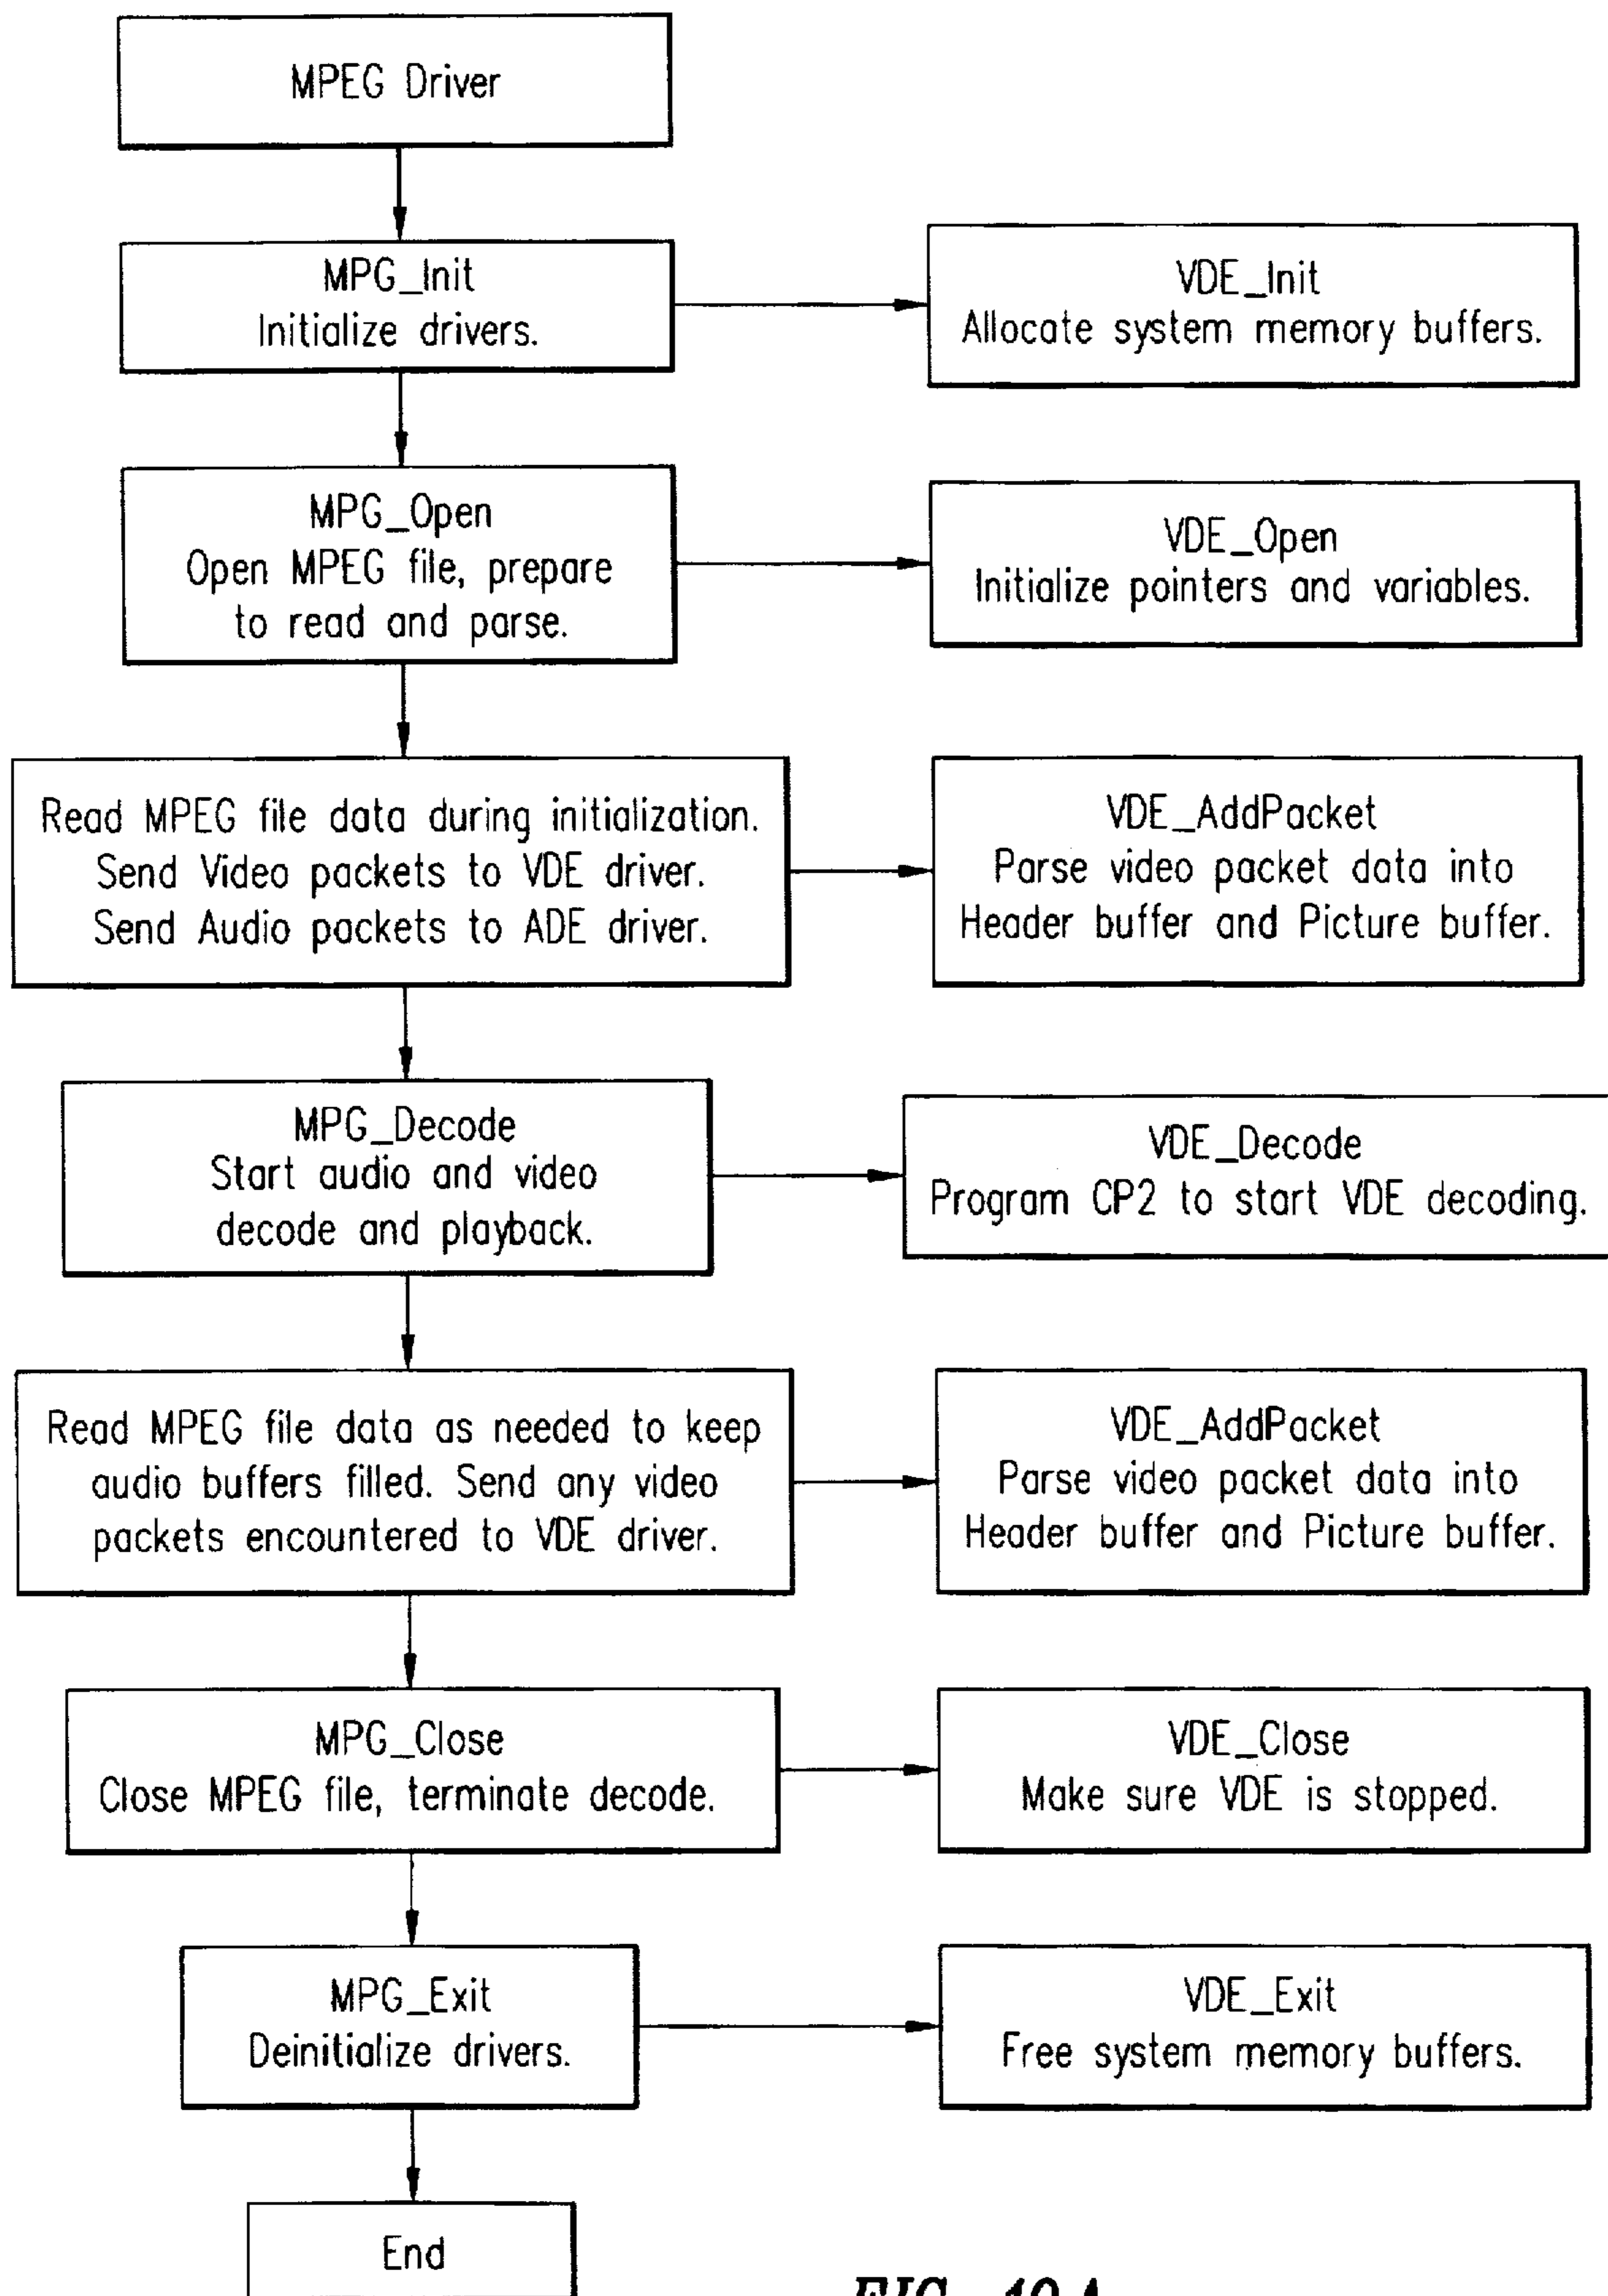 MPEG Driver
MPG_Init
Initialize drivers.
VDE_Init
Allocate system memory buffers.
MPG_Open
Open MPEG file, prepare
to read and parse.
VDE_Open
Initialize pointers and variables.
Read MPEG file data during initialization.
Send Video packets to VDE driver.
Send Audio packets to ADE driver.
VDE_AddPacket
Parse video packet data into
Header buffer and Picture buffer.
MPG_Decode
Start audio and video
decode and playback.
VDE_Decode
Program CP2 to start VDE decoding.
Read MPEG file data as needed to keep
audio buffers filled. Send any video
packets encountered to VDE driver.
VDE_AddPacket
Parse video packet data into
Header buffer and Picture buffer.
MPG_Close
Close MPEG file, terminate decode.
VDE_Close
Make sure VDE is stopped.
MPG_Exit
Deinitialize drivers.
VDE_Exit
Free system memory buffers.
End